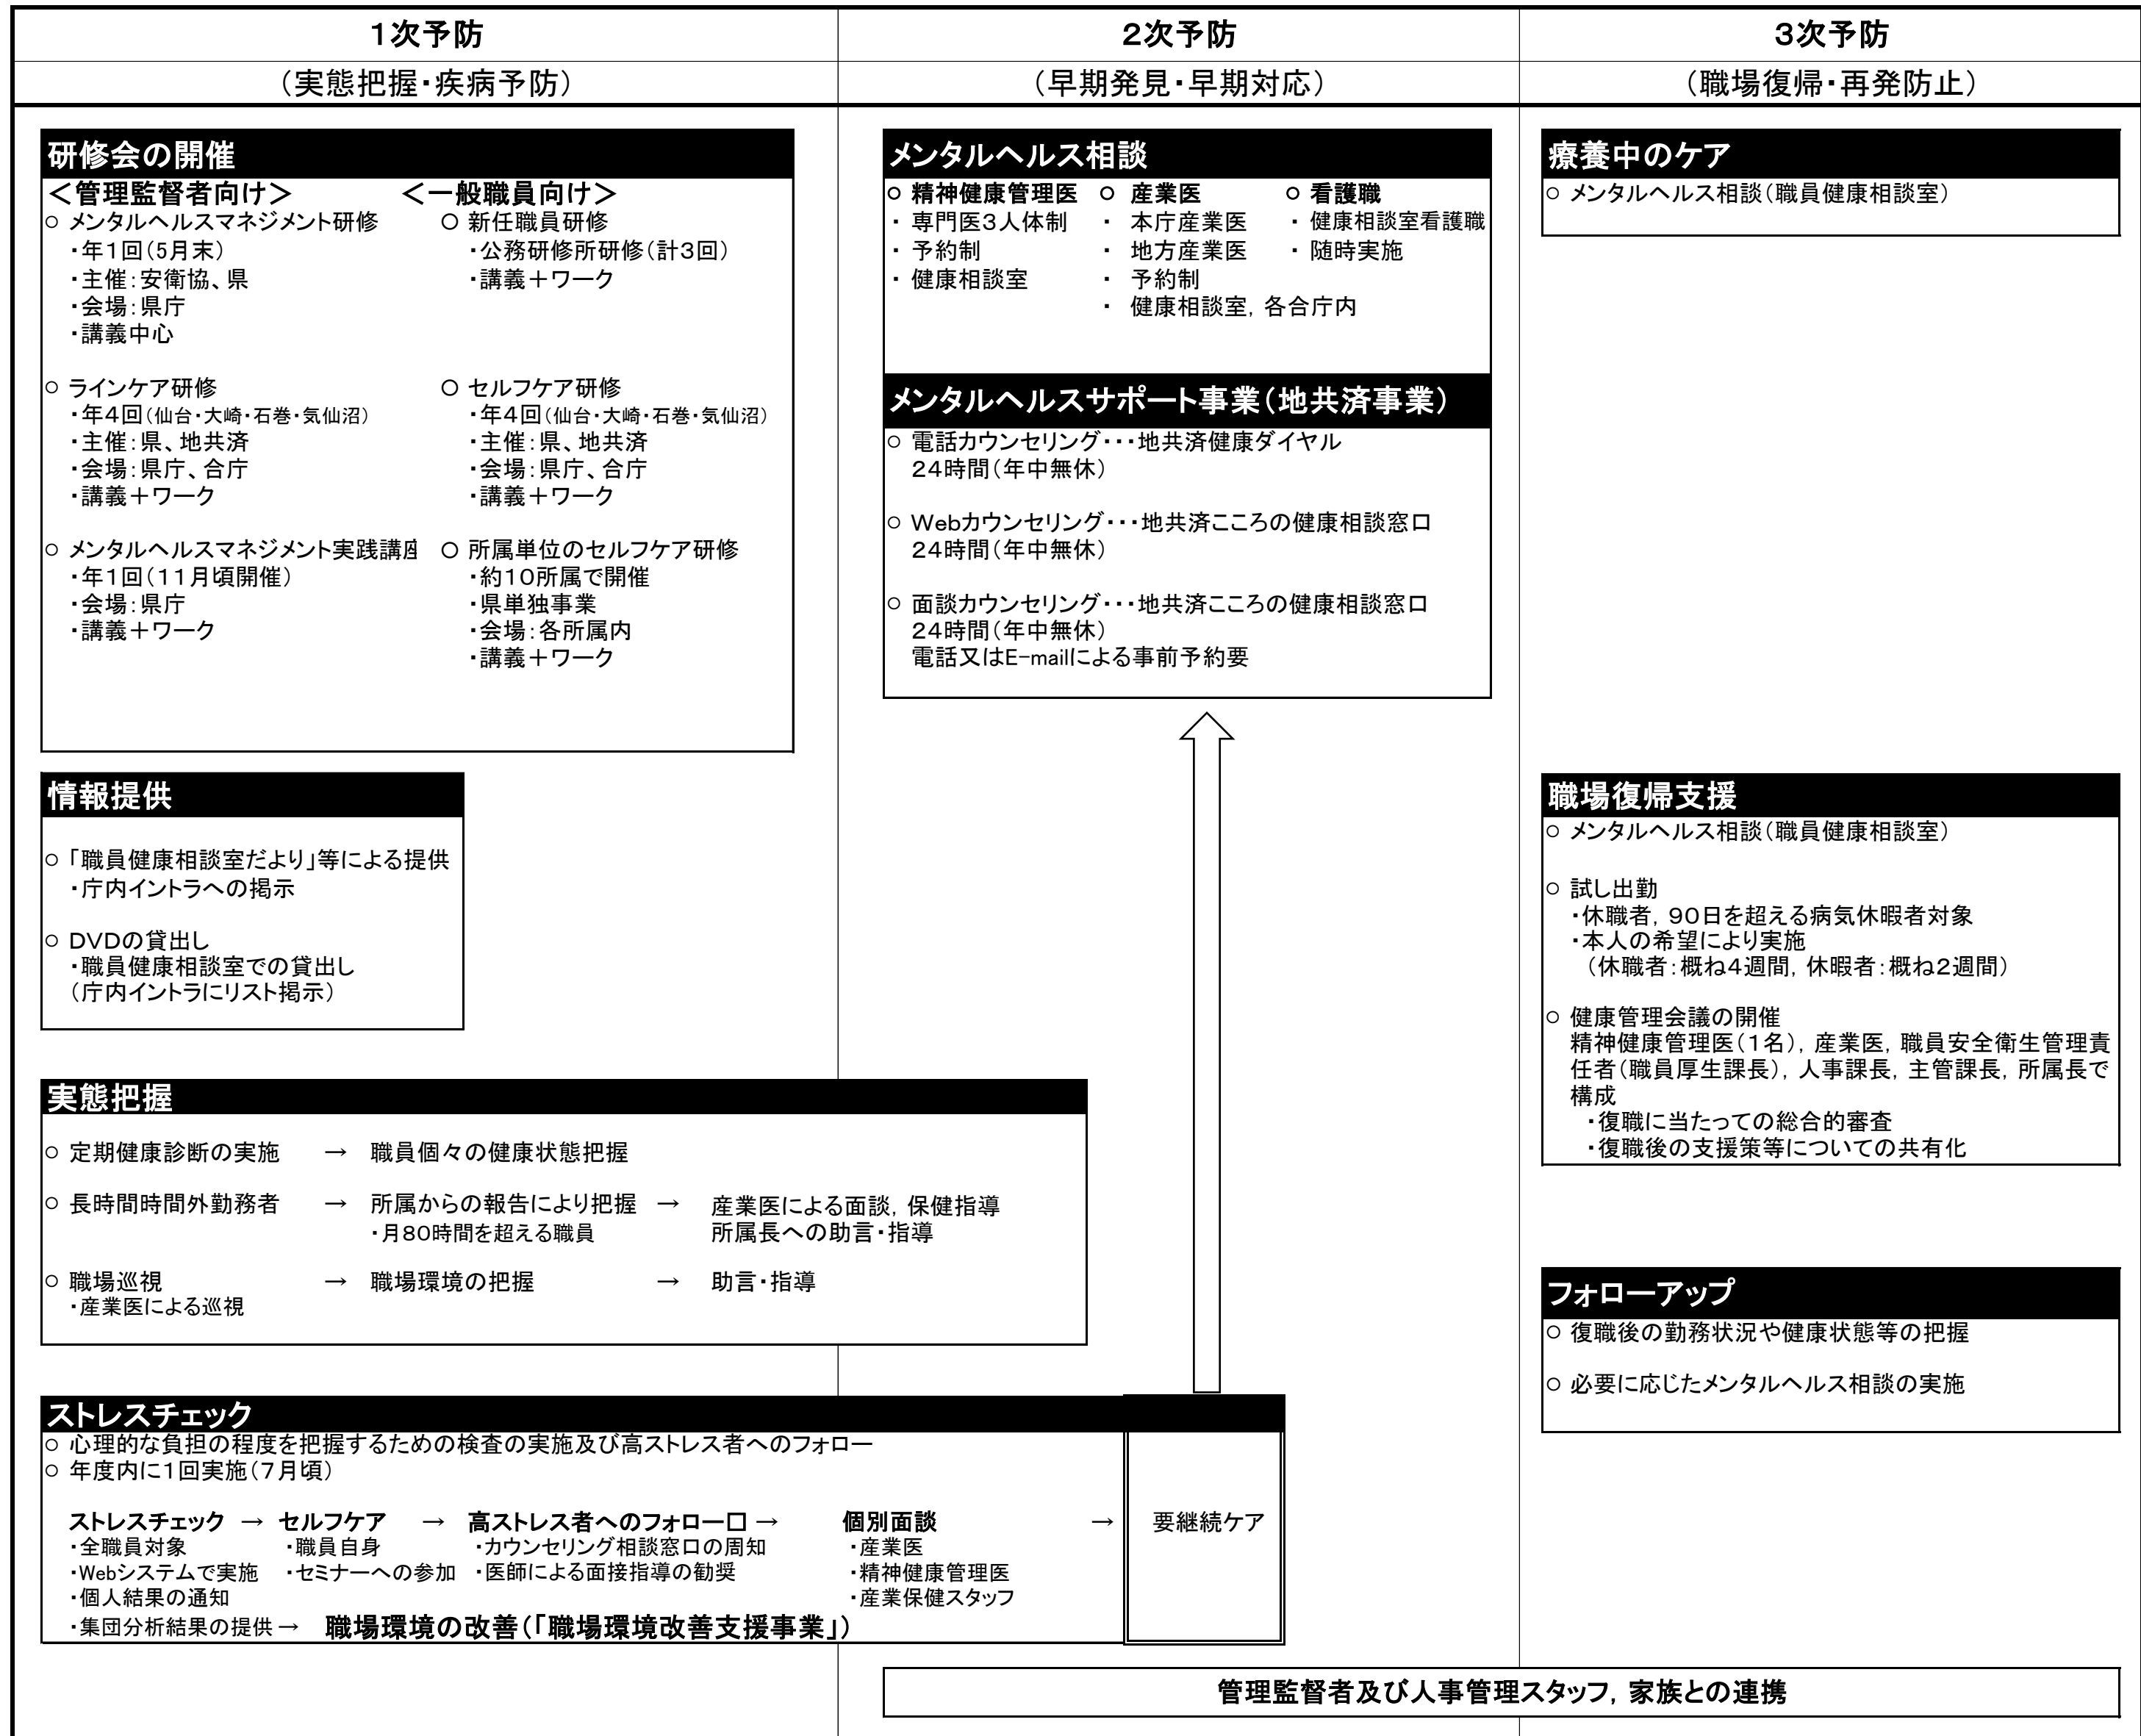 1次予防
2次予防
3次予防
（実態把握・疾病予防）
（早期発見・早期対応）
（職場復帰・再発防止）
研修会の開催
＜管理監督者向け＞
○ メンタルヘルスマネジメント研修
・年1回（5月末）
・主催：安衛協、県
・会場：県庁
・講義中心
○ ラインケア研修
・年4回（仙台・大崎・石巻・気仙沼）
・主催：県、地共済
・会場：県庁、合庁
・講義＋ワーク
○ メンタルヘルスマネジメント実践講座
・年1回（11月頃開催）
・会場：県庁
・講義＋ワーク
＜一般職員向け＞
○ 新任職員研修
・公務研修所研修（計3回）
・講義＋ワーク
○ セルフケア研修
・年4回（仙台・大崎・石巻・気仙沼）
・主催：県、地共済
・会場：県庁、合庁
・講義＋ワーク
○ 所属単位のセルフケア研修
・約10所属で開催
・県単独事業
・会場：各所属内
・講義＋ワーク
情報提供
○ 「職員健康相談室だより」等による提供
・庁内イントラへの掲示
○ DVDの貸出し
・職員健康相談室での貸出し
（庁内イントラにリスト掲示）
実態把握
○ 定期健康診断の実施 → 職員個々の健康状態把握
○ 長時間時間外勤務者 → 所属からの報告により把握 → 産業医による面談，保健指導
・月80時間を超える職員 所属長への助言・指導
○ 職場巡視 → 職場環境の把握 → 助言・指導
・産業医による巡視
ストレスチェック
○ 心理的な負担の程度を把握するための検査の実施及び高ストレス者へのフォロー
○ 年度内に1回実施（7月頃）
ストレスチェック → セルフケア → 高ストレス者へのフォロー口 → 個別面談 → 要継続ケア
・全職員対象 ・職員自身 ・カウンセリング相談窓口の周知 ・産業医
・Webシステムで実施 ・セミナーへの参加 ・医師による面接指導の勧奨 ・精神健康管理医
・個人結果の通知 ・産業保健スタッフ
・集団分析結果の提供→ 職場環境の改善（「職場環境改善支援事業」）
メンタルヘルス相談
○ 精神健康管理医 ○ 産業医 ○ 看護職
・ 専門医3人体制 ・ 本庁産業医 ・ 健康相談室看護職
・ 予約制 ・ 地方産業医 ・ 随時実施
・ 健康相談室 ・ 予約制
・ 健康相談室，各合庁内
メンタルヘルスサポート事業（地共済事業）
○ 電話カウンセリング・・・地共済健康ダイヤル
24時間（年中無休）
○ Webカウンセリング・・・地共済こころの健康相談窓口
24時間（年中無休）
○ 面談カウンセリング・・・地共済こころの健康相談窓口
24時間（年中無休）
電話又はE-mailによる事前予約要
療養中のケア
○ メンタルヘルス相談（職員健康相談室）
職場復帰支援
○ メンタルヘルス相談（職員健康相談室）
○ 試し出勤
・休職者，90日を超える病気休暇者対象
・本人の希望により実施
（休職者：概ね4週間，休暇者：概ね2週間）
○ 健康管理会議の開催
精神健康管理医（1名），産業医，職員安全衛生管理責
任者（職員厚生課長），人事課長，主管課長，所属長で
構成
・復職に当たっての総合的審査
・復職後の支援策等についての共有化
フォローアップ
○ 復職後の勤務状況や健康状態等の把握
○ 必要に応じたメンタルヘルス相談の実施
管理監督者及び人事管理スタッフ，家族との連携